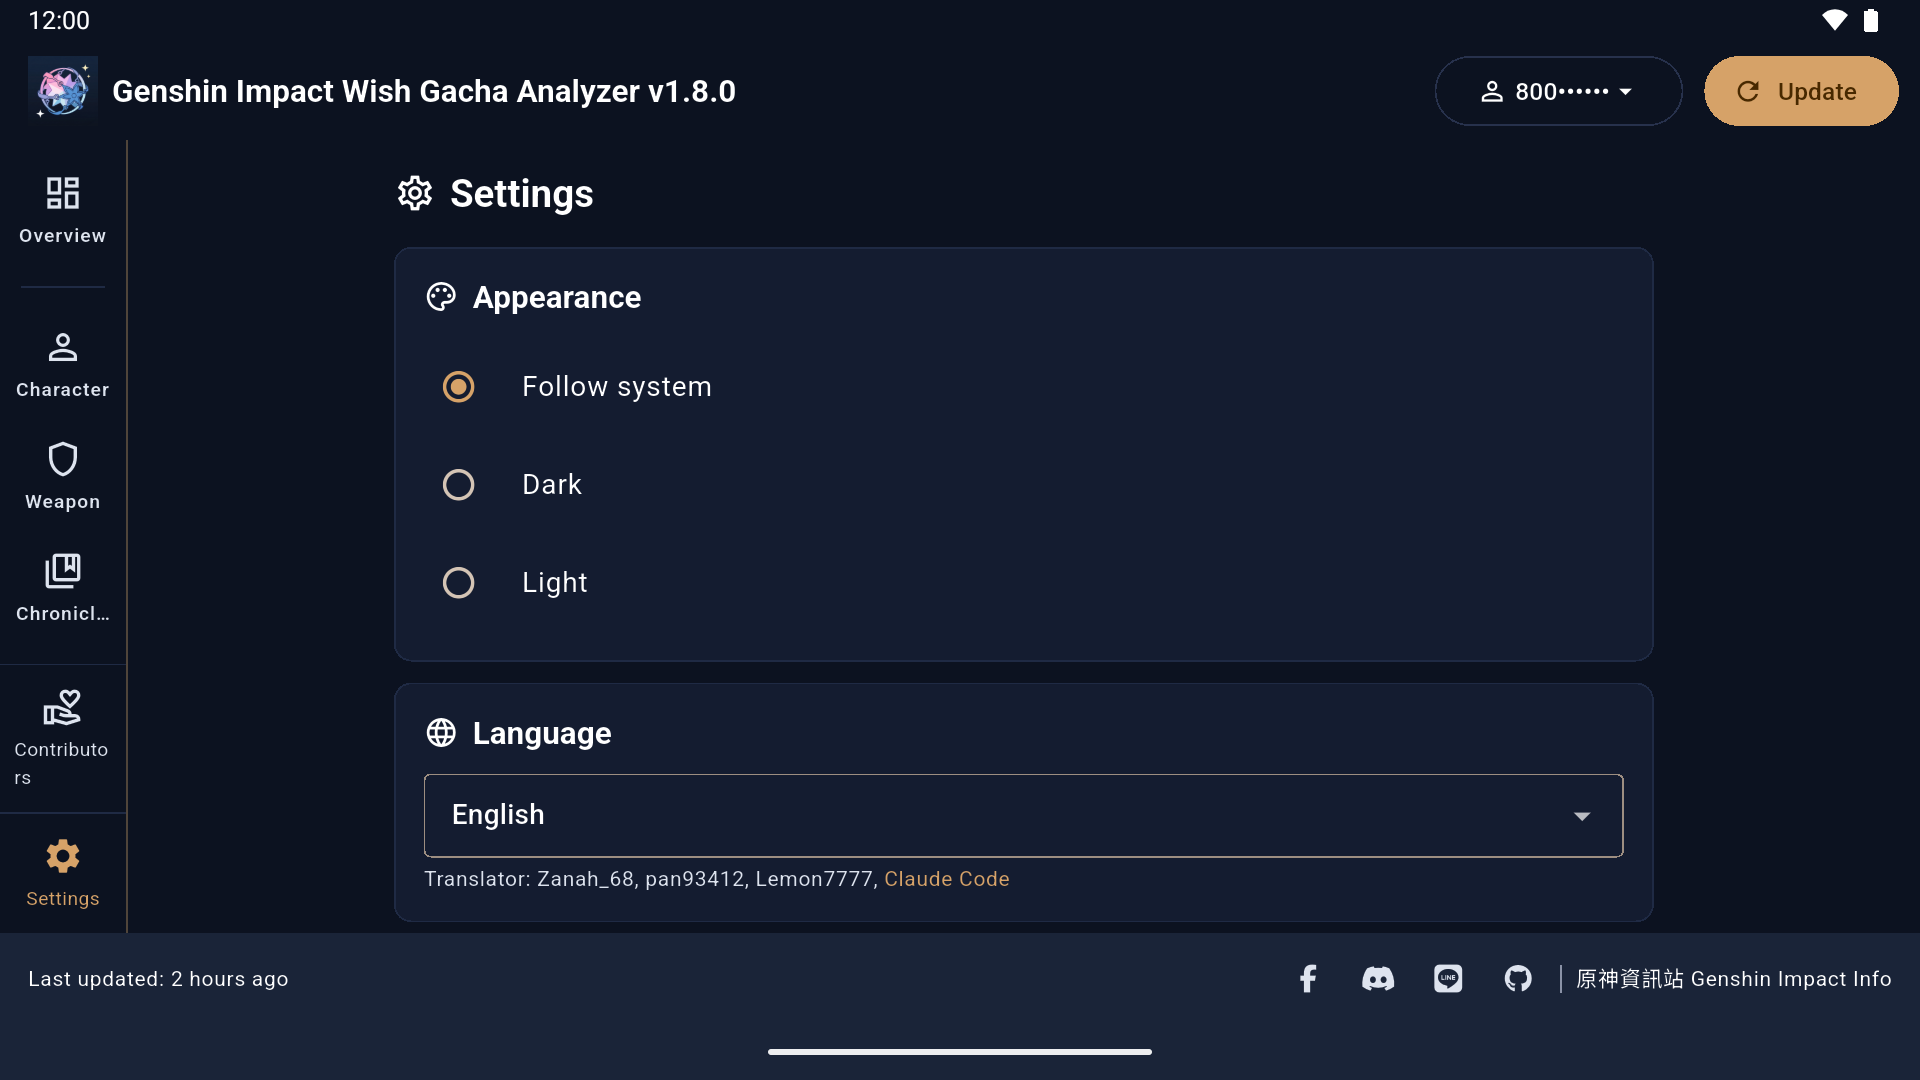 12:00
Genshin Impact Wish Gacha Analyzer v1.8.0
800••••••
Update
Overview
Character
Weapon
Chronicl…
Contributo
rs
Settings
Settings
Appearance
Follow system
Dark
Light
Language
English
Translator: Zanah_68, pan93412, Lemon7777, Claude Code
Last updated: 2 hours ago
LINE
原神資訊站 Genshin Impact Info